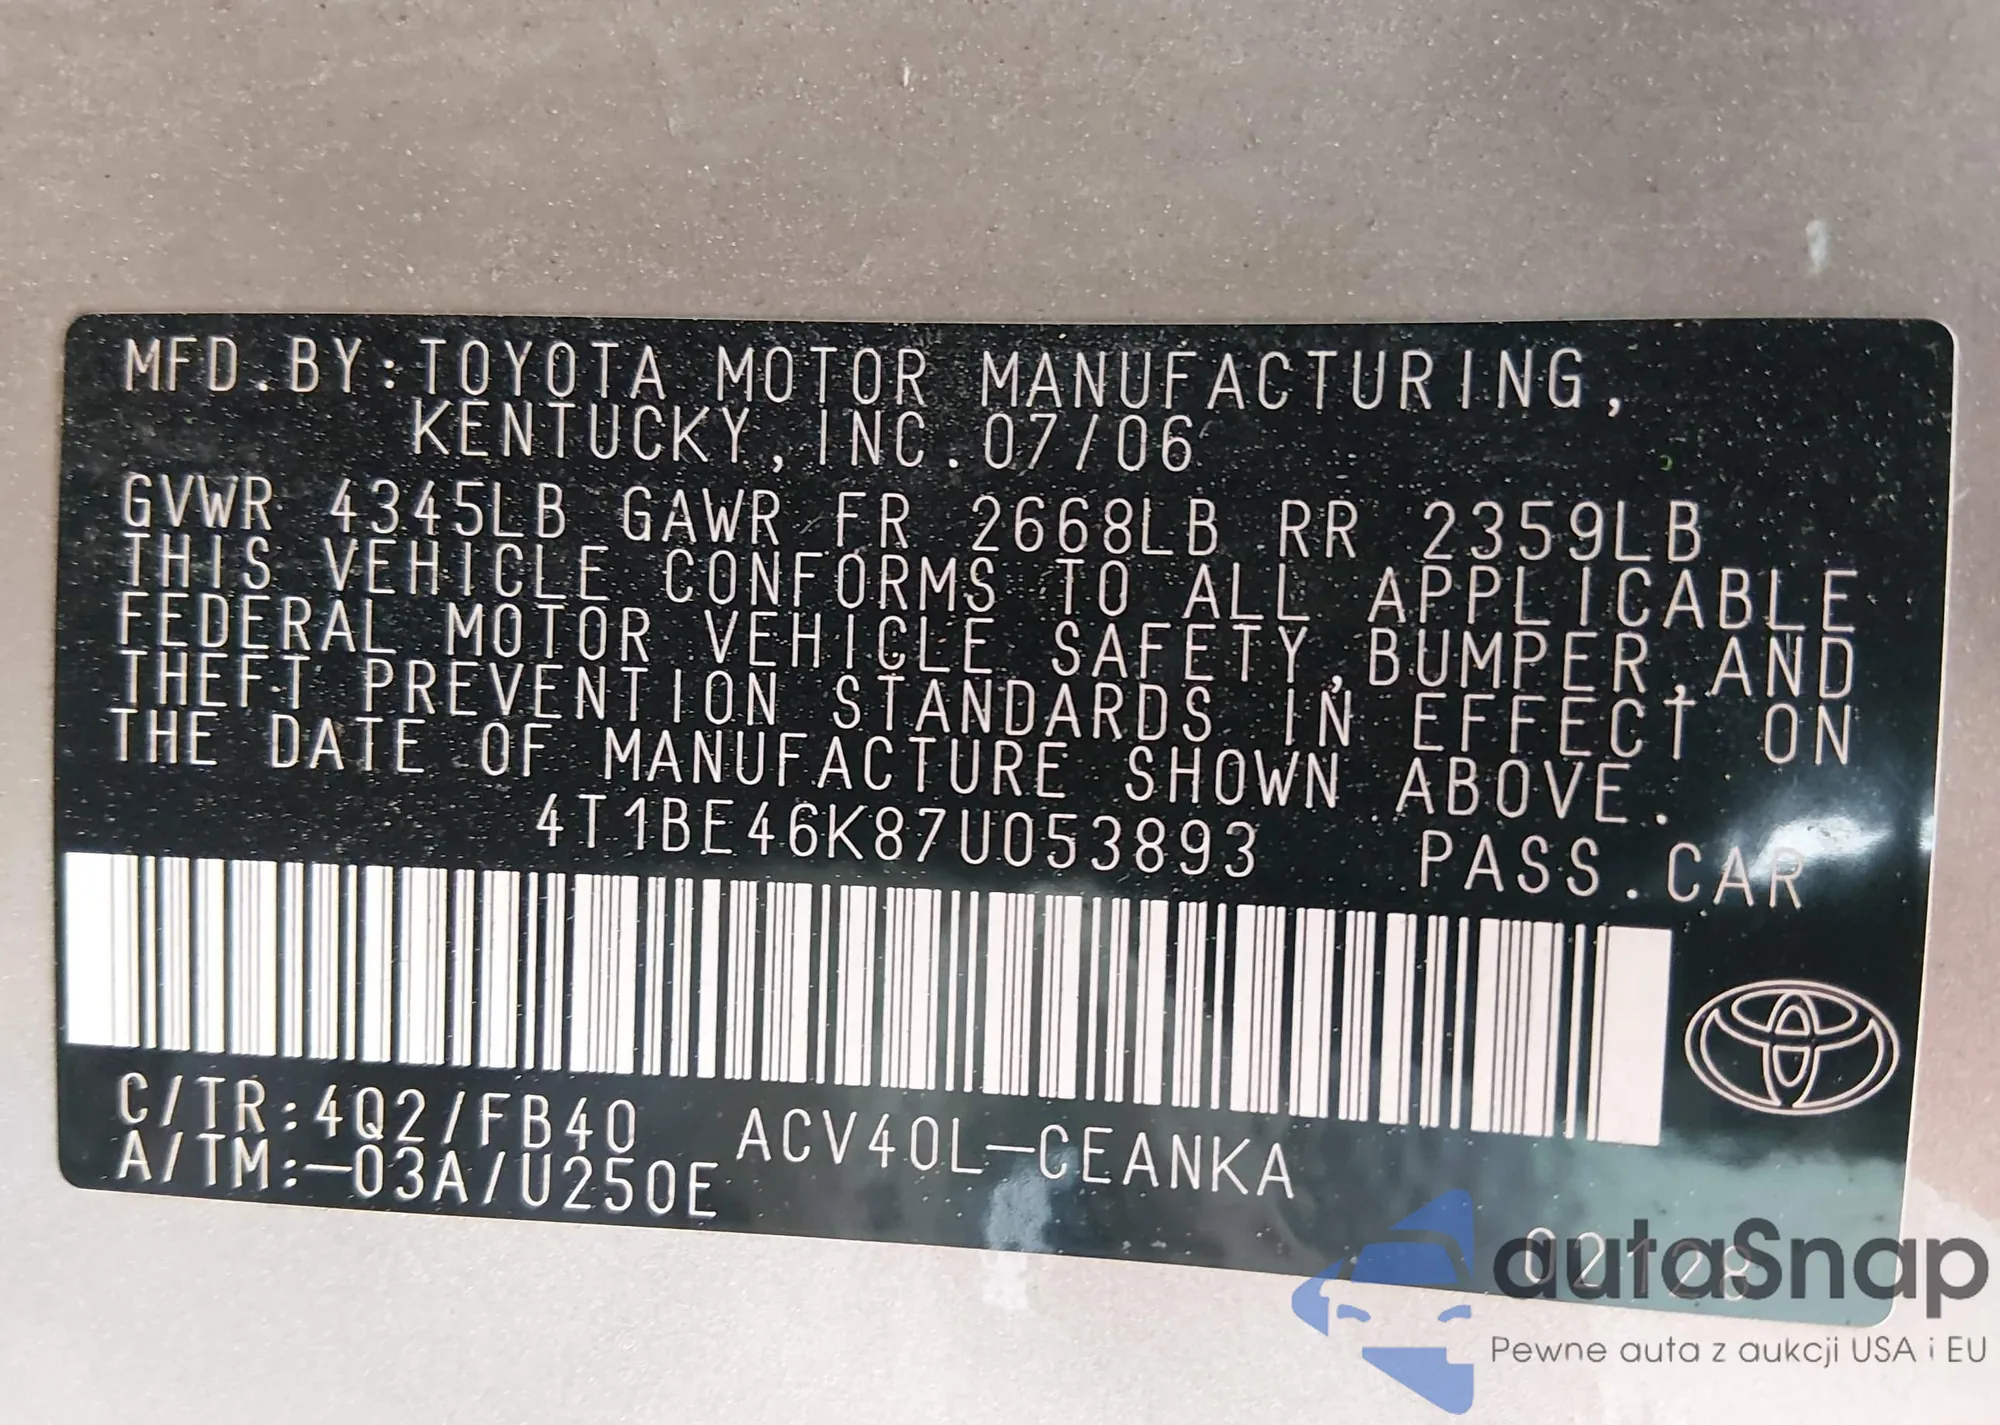 MFD.BY:TOYOTA MOTOR MANUFACTURING,
KENTUCKY, INC. 07/06
GVWR 4345LB GAWR FR 2668LB RR 2359LB
THIS VEHICLE CONFORMS TO ALL APPLICABLE
FEDERAL MOTOR VEHICLE SAFETY,BUMPER,AND
THEFT PREVENTION STANDARDS IN EFFECT ON
THE DATE OF MANUFACTURE SHOWN ABOVE.
4T1BE46K87U053893 PASS.CAR
C/TR:4Q2/FB40 ACV40L-CEANKA
A/TM:-03A/U250E
02128
autaSnap
Pewne auta z aukcji USA i EU